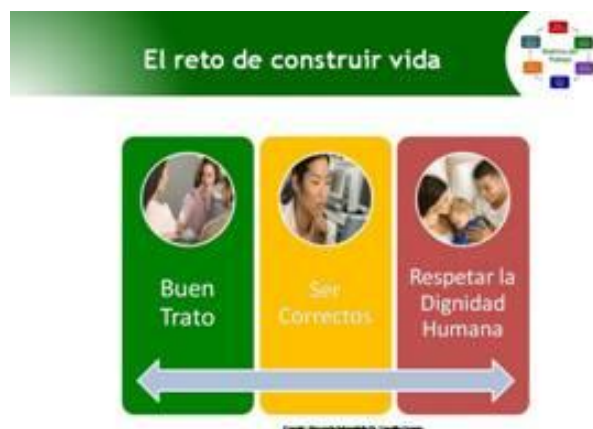 El reto de construir vida
Buen
Trato
Ser
Correctos
Respetar la
Dignidad
Humana